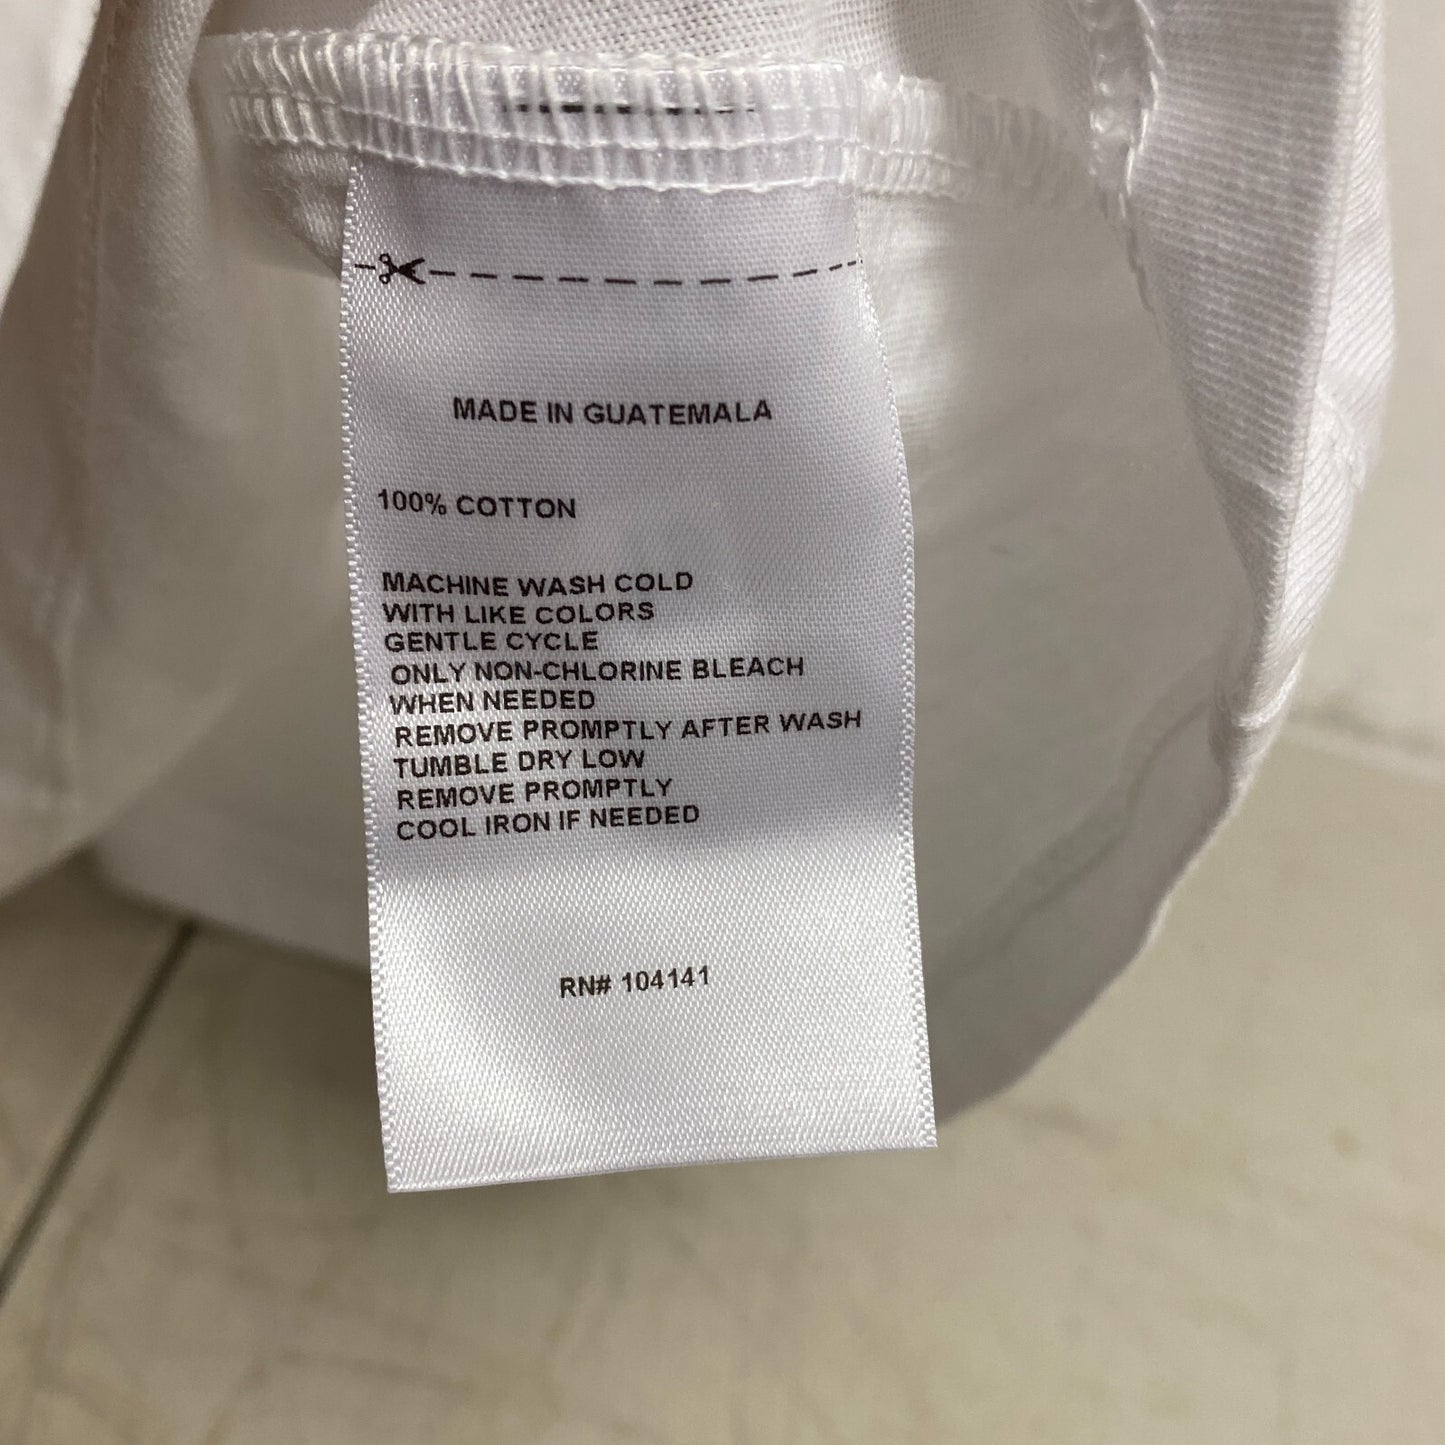 MADE IN GUATEMALA
100% COTTON
MACHINE WASH COLD
WITH LIKE COLORS
GENTLE CYCLE
ONLY NON-CHLORINE BLEACH
WHEN NEEDED
REMOVE PROMPTLY AFTER WASH
TUMBLE DRY LOW
REMOVE PROMPTLY
COOL IRON IF NEEDED
RN# 104141